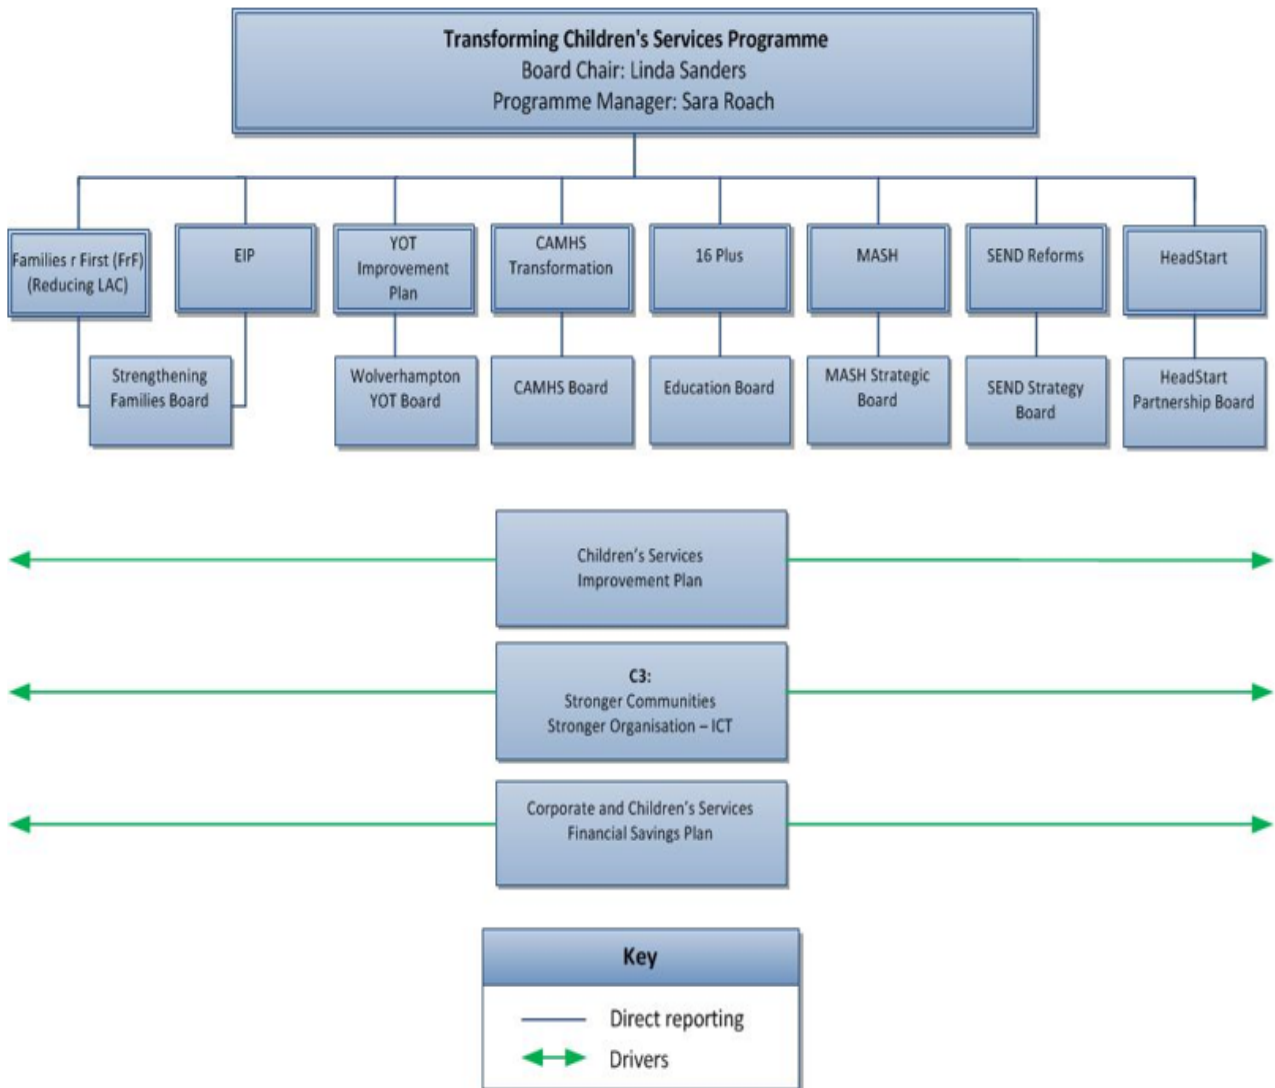 Transforming Children's Services Programme
Board Chair: Linda Sanders
Programme Manager: Sara Roach
Families r First (FrF)
(Reducing LAC)
EIP
YOT
Improvement
Plan
CAMHS
Transformation
16 Plus
MASH
SEND Reforms
HeadStart
Strengthening
Families Board
Wolverhampton
YOT Board
CAMHS Board
Education Board
MASH Strategic
Board
SEND Strategy
Board
HeadStart
Partnership Board
Children's Services
Improvement Plan
C3:
Stronger Communities
Stronger Organisation – ICT
Corporate and Children's Services
Financial Savings Plan
Key
Direct reporting
Drivers